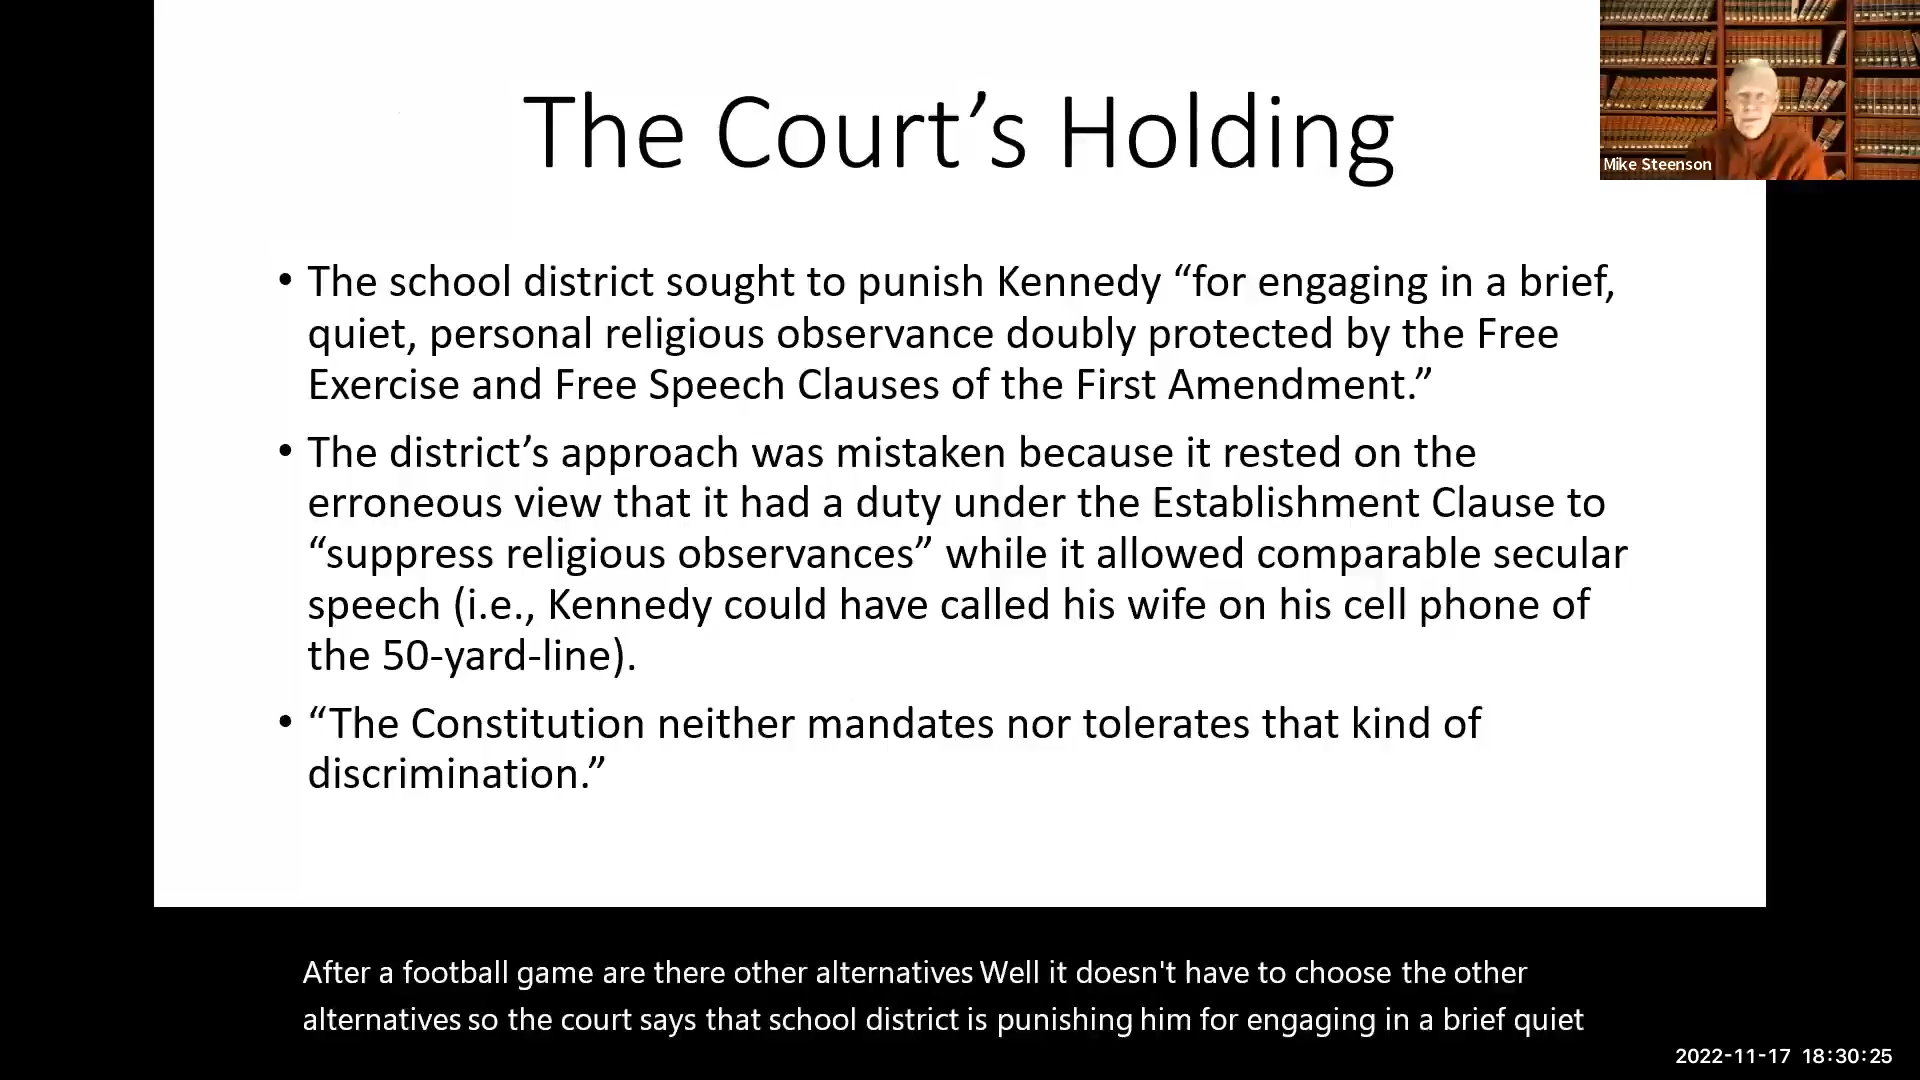 The Court’s Holding
Mike Steenson
• The school district sought to punish Kennedy “for engaging in a brief,
quiet, personal religious observance doubly protected by the Free
Exercise and Free Speech Clauses of the First Amendment.”
• The district’s approach was mistaken because it rested on the
erroneous view that it had a duty under the Establishment Clause to
“suppress religious observances” while it allowed comparable secular
speech (i.e., Kennedy could have called his wife on his cell phone of
the 50-yard-line).
• “The Constitution neither mandates nor tolerates that kind of
discrimination.”
After a football game are there other alternatives Well it doesn't have to choose the other
alternatives so the court says that school district is punishing him for engaging in a brief quiet
2022-11-17 18:30:25